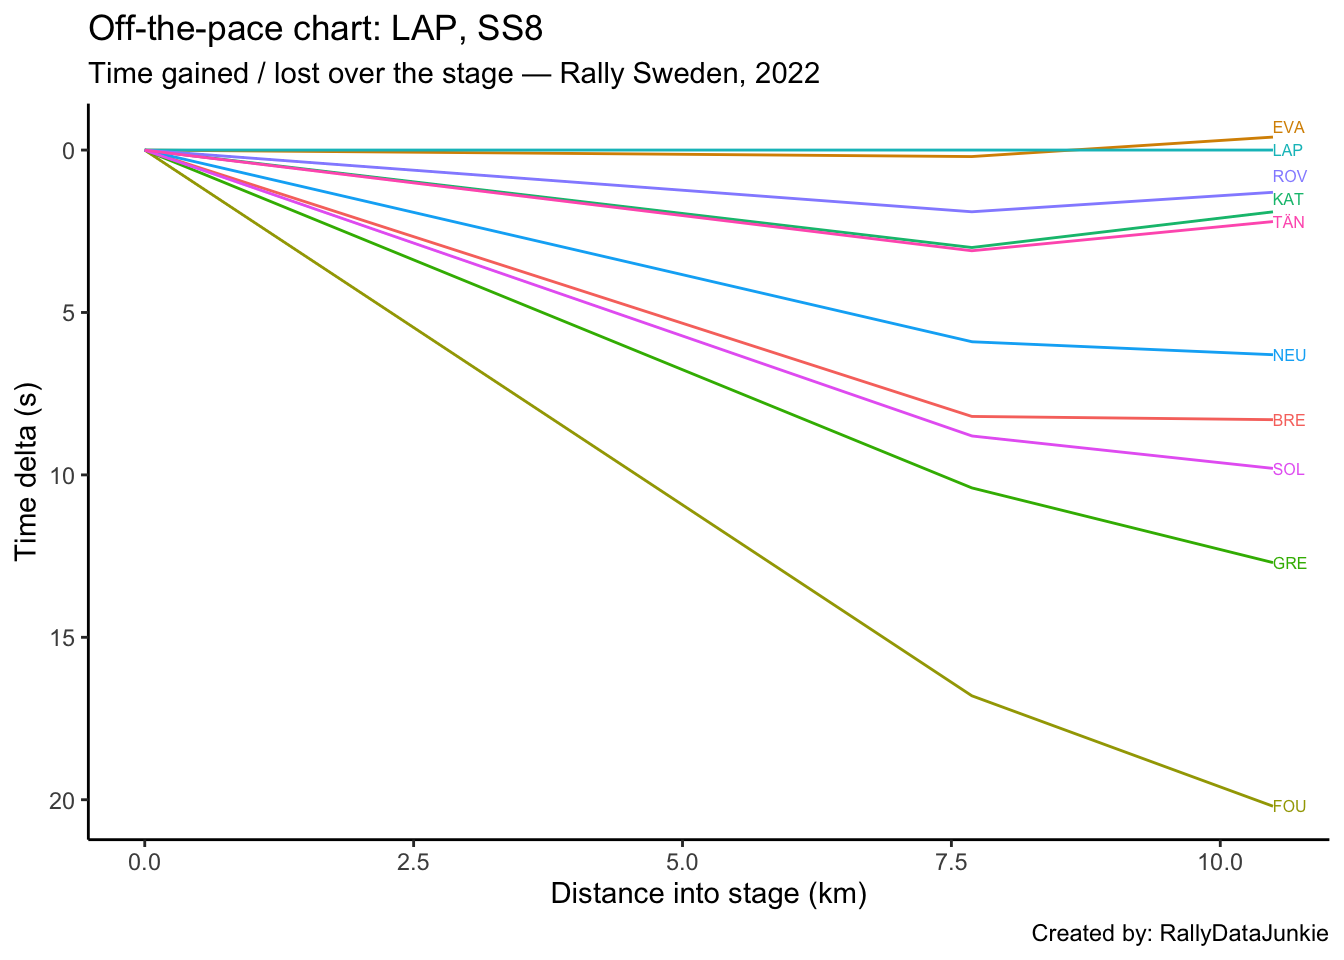 Off-the-pace chart: LAP, SS8
Time gained / lost over the stage — Rally Sweden, 2022
Time delta (s)
0
5
10
15
20
EVA
LAP
ROV
KAT
TÄN
NEU
BRE
SOL
GRE
FOU
0.0 2.5 5.0 7.5 10.0
Distance into stage (km)
Created by: RallyDataJunkie